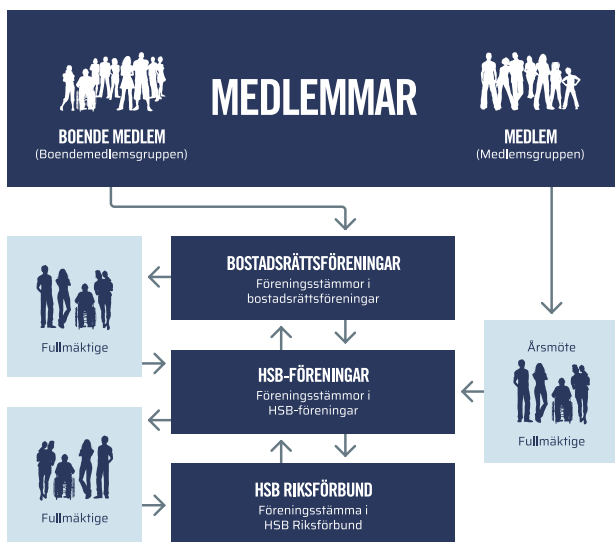 MEDLEMMAR
BOENDE MEDLEM
(Boendemedlemsgruppen)
MEDLEM
(Medlemsgruppen)
BOSTADSRÄTTSFÖRENINGAR
Föreningsstämmor i
bostadsrättsföreningar
Fullmäktige
HSB-FÖRENINGAR
Föreningsstämmor i
HSB-föreningar
Årsmöte
Fullmäktige
Fullmäktige
HSB RIKSFÖRBUND
Föreningsstämma i
HSB Riksförbund